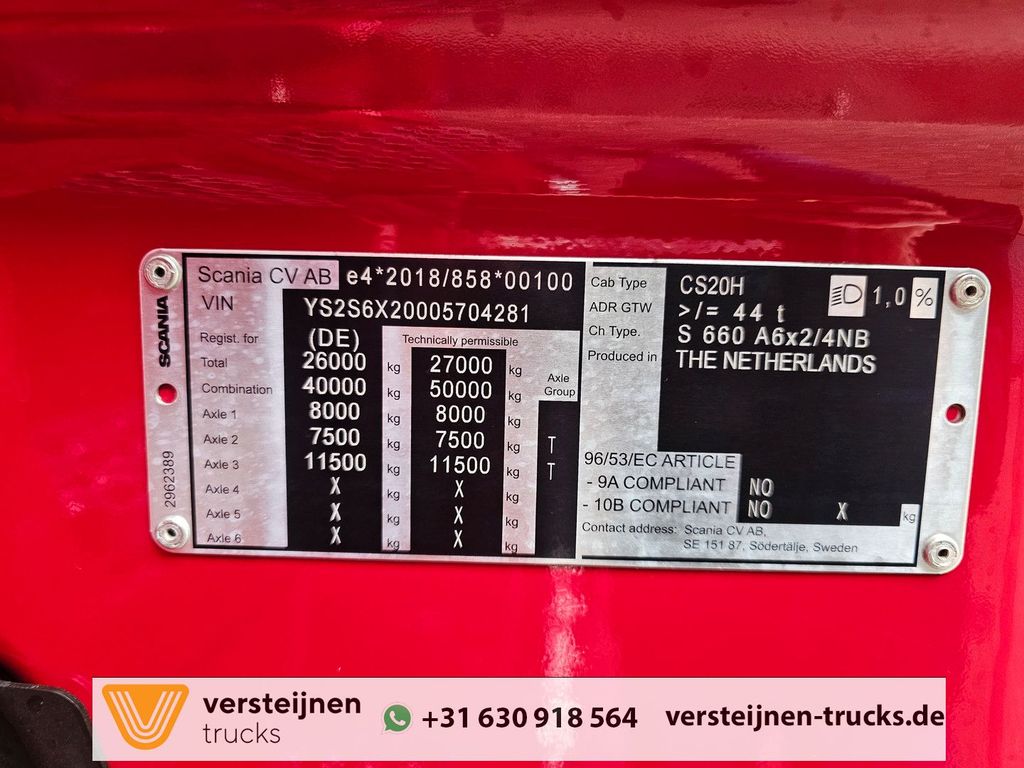 SCANIA
2962389
Scania CV AB e4*2018/858*00100
VIN YS2S6X20005704281
Regist. for (DE) Technically permissible
Total 26000 kg 27000 kg
Combination 40000 kg 50000 kg Axle Group
Axle 1 8000 kg 8000 kg
Axle 2 7500 kg 7500 kg T
Axle 3 11500 kg 11500 kg T
Axle 4 X kg X kg
Axle 5 X kg X kg
Axle 6 X kg X kg
Cab Type CS20H 1,0 %
ADR GTW >/= 44 t
Ch Type. S 660 A6x2/4NB
Produced in THE NETHERLANDS
96/53/EC ARTICLE
- 9A COMPLIANT NO
- 10B COMPLIANT NO X kg
Contact address: Scania CV AB,
SE 151 87, Södertälje, Sweden
versteijnen
trucks
+31 630 918 564
versteijnen-trucks.de